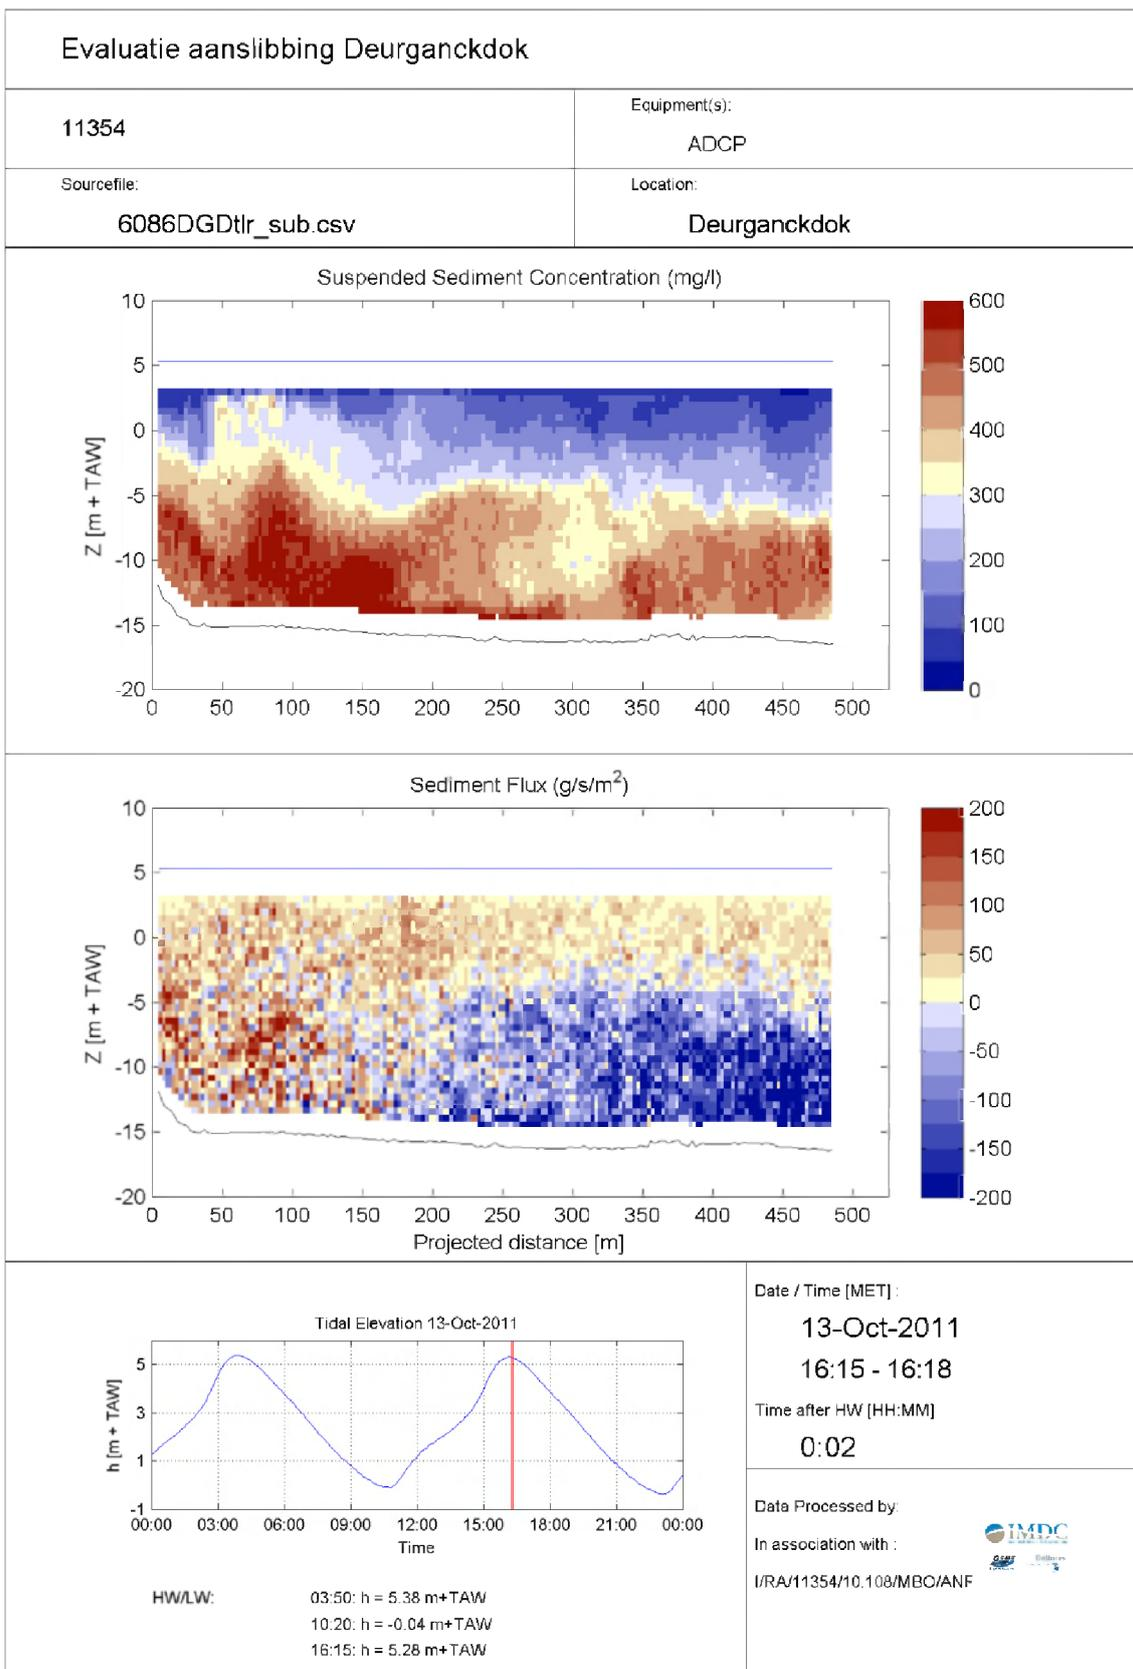 Evaluatie aanslibbing Deurganckdok
11354
Equipment(s):
ADCP
Sourcefile:
6086DGDtlr_sub.csv
Location:
Deurganckdok
Suspended Sediment Concentration (mg/l)
10
5
0
-5
-10
-15
-20
Z [m + TAW]
0 50 100 150 200 250 300 350 400 450 500
600
500
400
300
200
100
0
Sediment Flux (g/s/m²)
10
5
0
-5
-10
-15
-20
Z [m + TAW]
0 50 100 150 200 250 300 350 400 450 500
Projected distance [m]
200
150
100
50
0
-50
-100
-150
-200
Tidal Elevation 13-Oct-2011
5
3
1
-1
h [m + TAW]
00:00 03:00 06:00 09:00 12:00 15:00 18:00 21:00 00:00
Time
HW/LW:
03:50: h = 5.38 m+TAW
10:20: h = -0.04 m+TAW
16:15: h = 5.28 m+TAW
Date / Time [MET] :
13-Oct-2011
16:15 - 16:18
Time after HW [HH:MM]
0:02
Data Processed by:
IMDC
In association with :
I/RA/11354/10.108/MBO/ANF